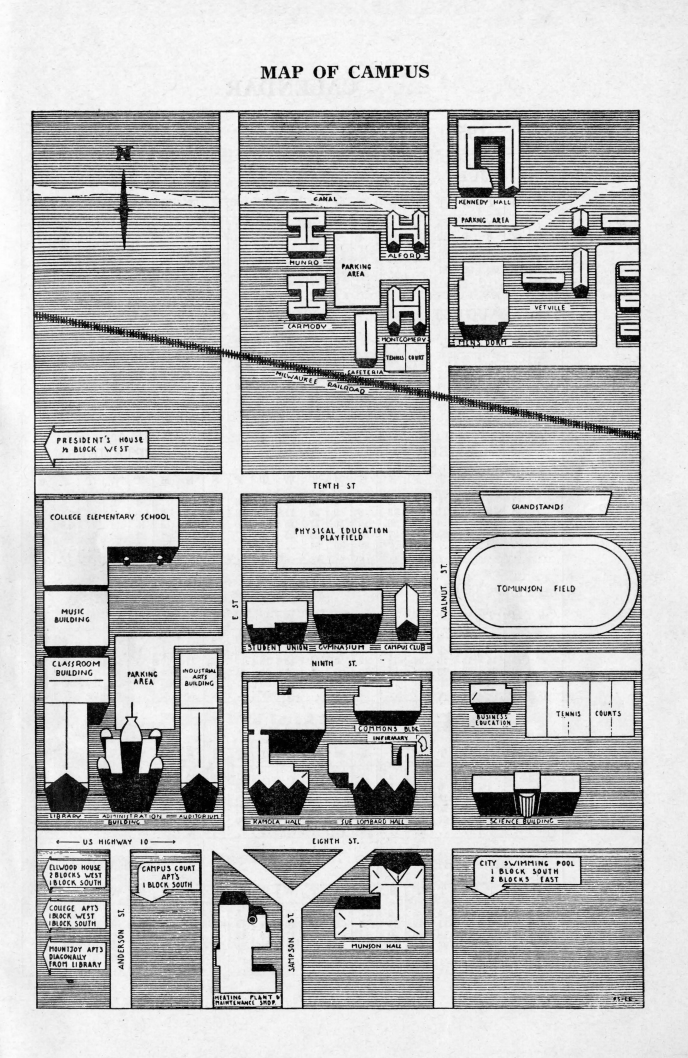 MAP OF CAMPUS
N
CANAL
KENNEDY HALL
PARKING AREA
MUNRO
ALFORD
PARKING
AREA
VETVILLE
CARMODY
MONTGOMERY
MENS DORM
TENNIS COURT
CAFETERIA
MILWAUKEE RAILROAD
PRESIDENT'S HOUSE
½ BLOCK WEST
TENTH ST
COLLEGE ELEMENTARY SCHOOL
PHYSICAL EDUCATION
PLAYFIELD
GRANDSTANDS
WALNUT ST.
TOMLINSON FIELD
E ST
MUSIC
BUILDING
STUDENT UNION
GYMNASIUM
CAMPUS CLUB
NINTH ST.
CLASSROOM
BUILDING
PARKING
AREA
INDUSTRIAL
ARTS
BUILDING
COMMONS BLDG.
INFIRMARY
BUSINESS
EDUCATION
TENNIS COURTS
LIBRARY
ADMINISTRATION
BUILDING
AUDITORIUM
KAMOLA HALL
SUE LOMBARD HALL
SCIENCE BUILDING
US HIGHWAY 10
EIGHTH ST.
ELLWOOD HOUSE
2 BLOCKS WEST
1 BLOCK SOUTH
CAMPUS COURT
APT'S
1 BLOCK SOUTH
CITY SWIMMING POOL
1 BLOCK SOUTH
2 BLOCKS EAST
COLLEGE APTS
1 BLOCK WEST
1 BLOCK SOUTH
ANDERSON ST.
SAMPSON ST.
MUNSON HALL
MOUNTJOY APTS
DIAGONALLY
FROM LIBRARY
HEATING PLANT &
MAINTENANCE SHOP